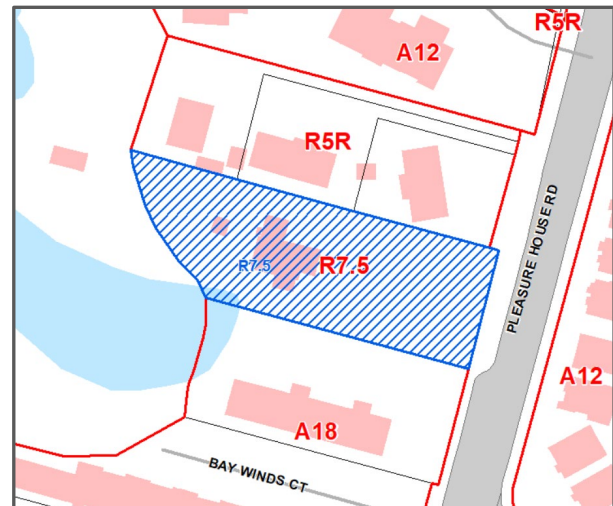 R5R
A12
R5R
R7.5
R7.5
PLEASURE HOUSE RD
A12
A18
BAY WINDS CT